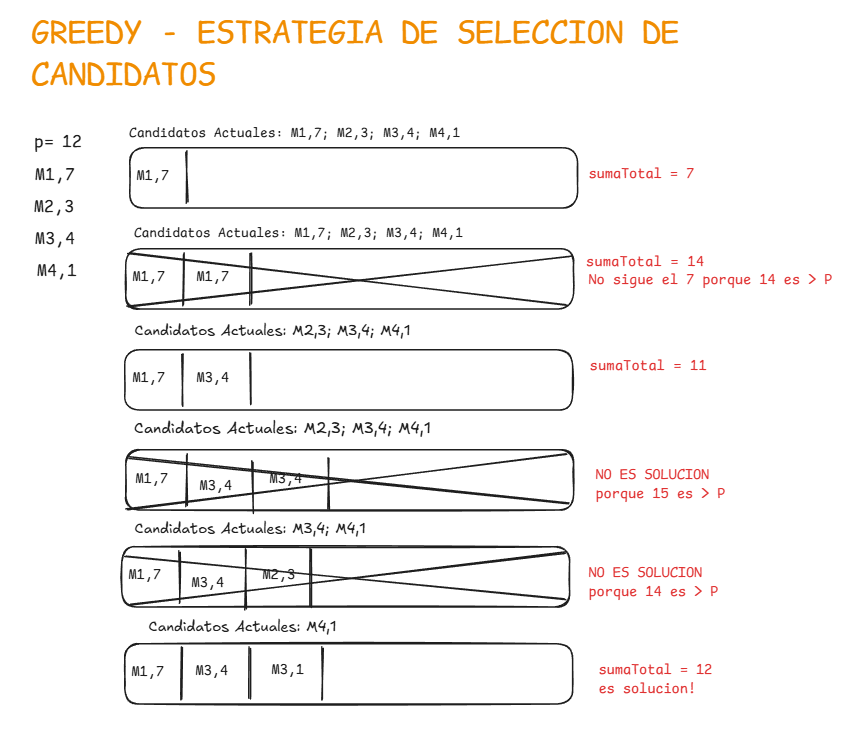 GREEDY - ESTRATEGIA DE SELECCION DE
CANDIDATOS
p= 12
M1,7
M2,3
M3,4
M4,1
Candidatos Actuales: M1,7; M2,3; M3,4; M4,1
M1,7
sumaTotal = 7
Candidatos Actuales: M1,7; M2,3; M3,4; M4,1
M1,7 M1,7
sumaTotal = 14
No sigue el 7 porque 14 es > P
Candidatos Actuales: M2,3; M3,4; M4,1
M1,7 M3,4
sumaTotal = 11
Candidatos Actuales: M2,3; M3,4; M4,1
M1,7 M3,4 M3,4
NO ES SOLUCION
porque 15 es > P
Candidatos Actuales: M3,4; M4,1
M1,7 M3,4 M2,3
NO ES SOLUCION
porque 14 es > P
Candidatos Actuales: M4,1
M1,7 M3,4 M3,1
sumaTotal = 12
es solucion!